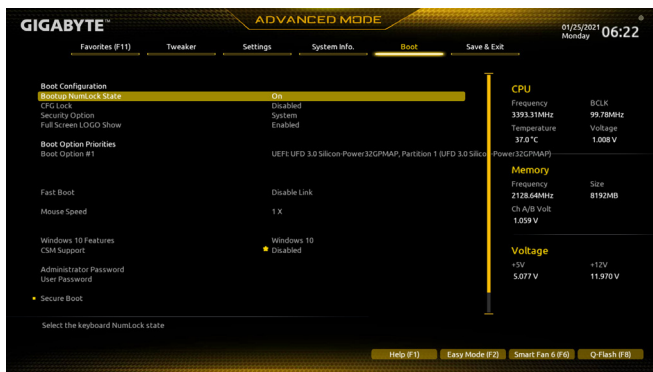 GIGABYTE™
ADVANCED MODE
01/25/2021 Monday 06:22
Favorites (F11) Tweaker Settings System Info. Boot Save & Exit
Boot Configuration
Bootup NumLock State On
CFG Lock Disabled
Security Option System
Full Screen LOGO Show Enabled
Boot Option Priorities
Boot Option #1 UEFI: UFD 3.0 Silicon-Power32GPMAP, Partition 1 (UFD 3.0 Silicon-Power32GPMAP)
Fast Boot Disable Link
Mouse Speed 1 X
Windows 10 Features Windows 10
CSM Support Disabled
Administrator Password
User Password
Secure Boot
Select the keyboard NumLock state
CPU
Frequency BCLK
3393.31MHz 99.78MHz
Temperature Voltage
37.0 °C 1.008 V
Memory
Frequency Size
2128.64MHz 8192MB
Ch A/B Volt
1.059 V
Voltage
+5V +12V
5.077 V 11.970 V
Help (F1) Easy Mode (F2) Smart Fan 6 (F6) Q-Flash (F8)